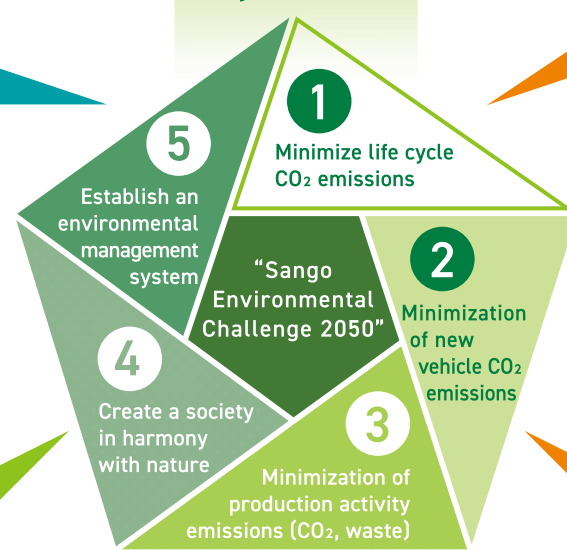 1
Minimize life cycle
CO₂ emissions
2
Minimization
of new
vehicle CO₂
emissions
3
Minimization of
production activity
emissions (CO₂, waste)
4
Create a society
in harmony
with nature
5
Establish an
environmental
management
system
“Sango
Environmental
Challenge 2050”